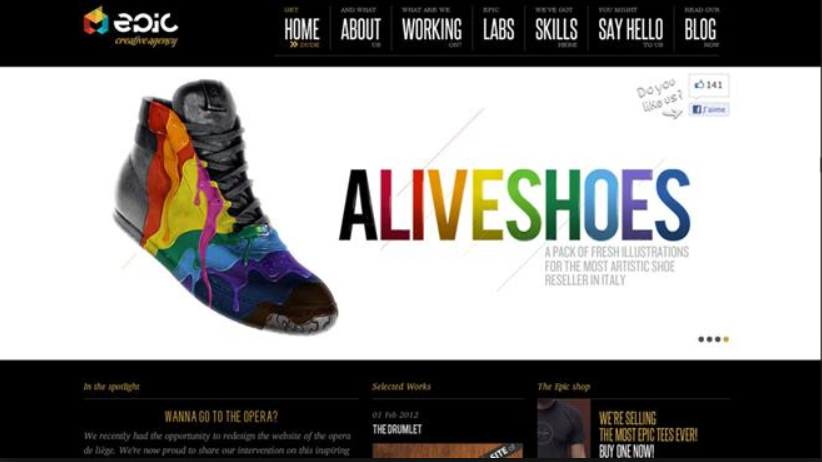 epic
creative agency
GET
HOME
DUDE
AND WHAT
ABOUT
US
WHAT ARE WE
WORKING
ON?
EPIC
LABS
WE'VE GOT
SKILLS
HERE
YOU MIGHT
SAY HELLO
TO US
READ OUR
BLOG
NOW
Do you
like us?
141
J'aime
ALIVESHOES
A PACK OF FRESH ILLUSTRATIONS
FOR THE MOST ARTISTIC SHOE
RESELLER IN ITALY
In the spotlight
WANNA GO TO THE OPERA?
We recently had the opportunity to redesign the website of the opera
de liège. We're now proud to share our intervention on this inspiring
Selected Works
01 Feb 2012
THE DRUMLET
SITE of
The Epic shop
WE'RE SELLING
THE MOST EPIC TEES EVER!
BUY ONE NOW!